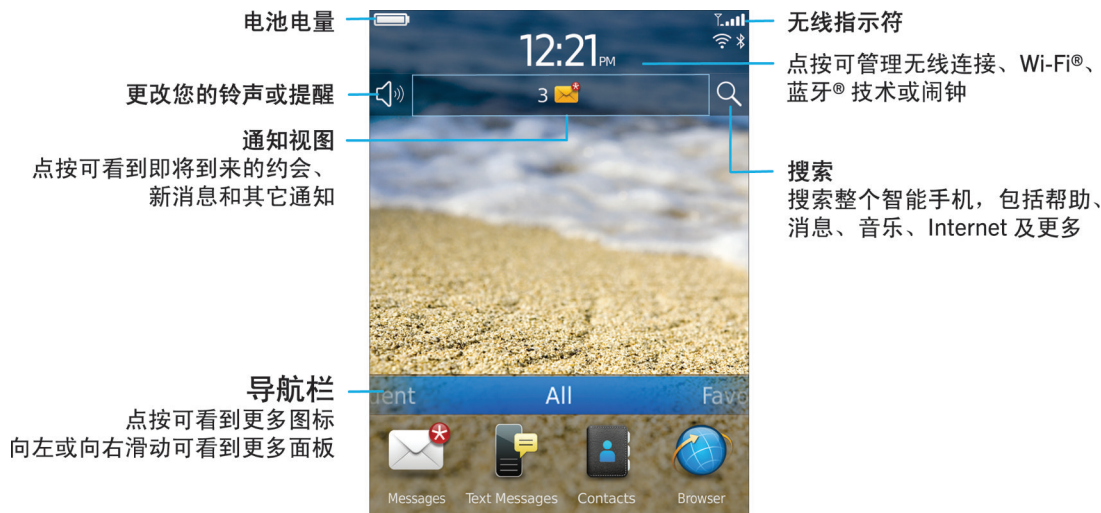 电池电量
更改您的铃声或提醒
通知视图
点按可看到即将到来的约会、
新消息和其它通知
导航栏
点按可看到更多图标
向左或向右滑动可看到更多面板
12:21PM
3
ent
All
Favo
Messages
Text Messages
Contacts
Browser
无线指示符
点按可管理无线连接、Wi-Fi®、
蓝牙® 技术或闹钟
搜索
搜索整个智能手机，包括帮助、
消息、音乐、Internet 及更多